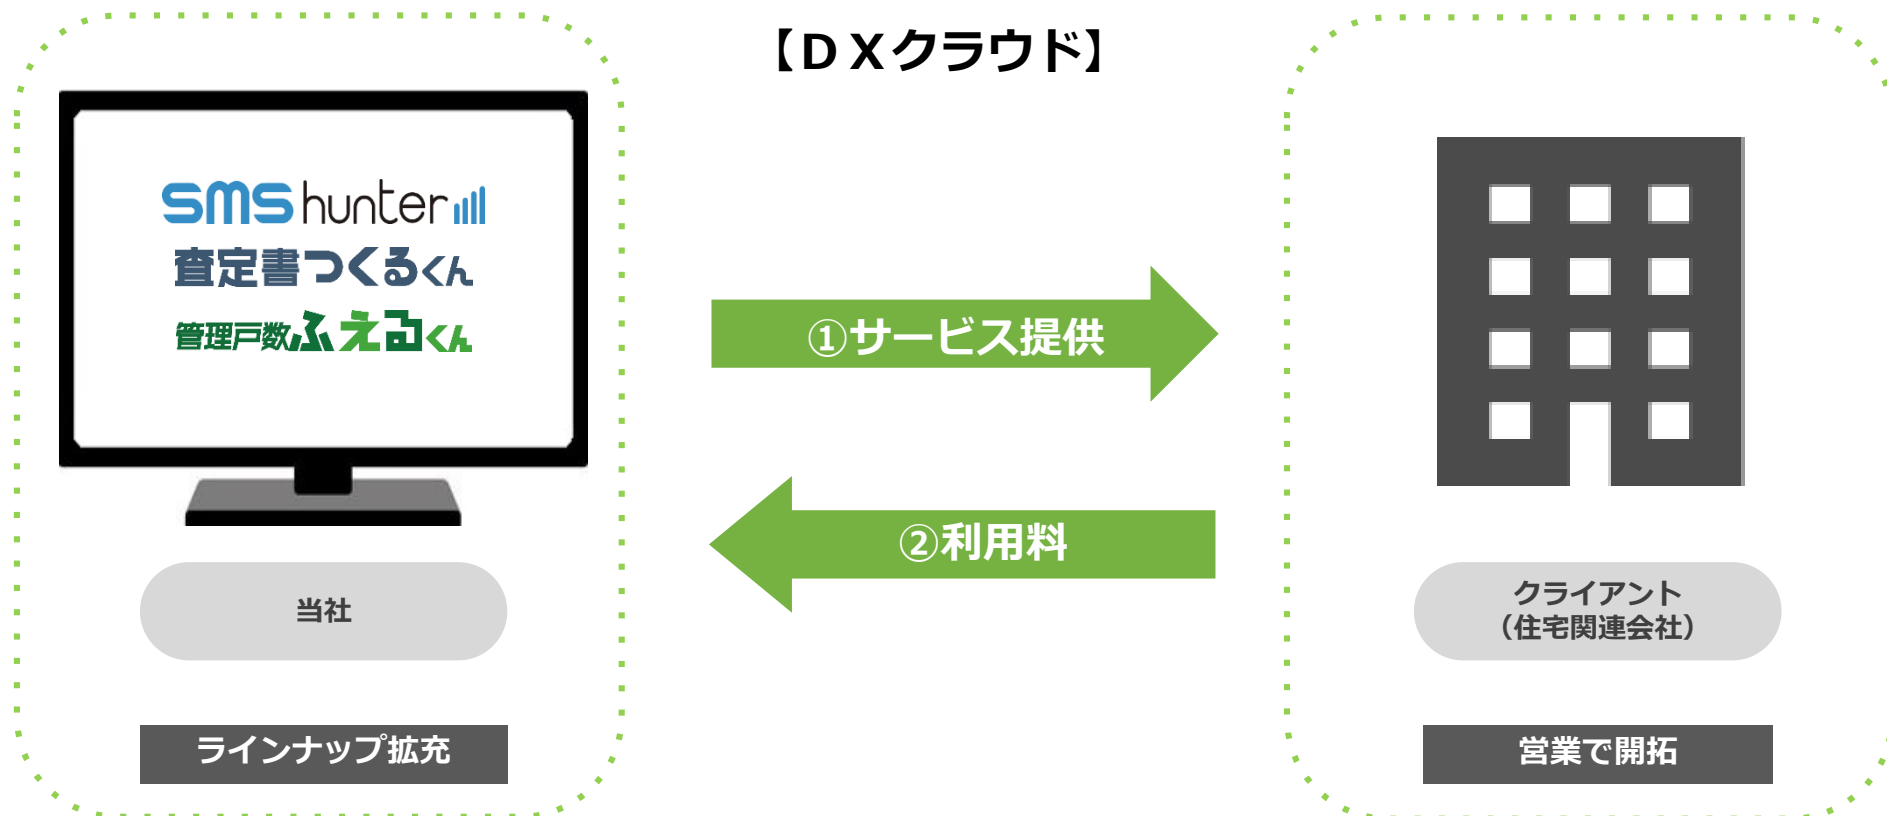 【ＤＸクラウド】
SMS hunter
査定書つくるくん
管理戸数ふえるくん
①サービス提供
②利用料
当社
クライアント
（住宅関連会社）
ラインナップ拡充
営業で開拓